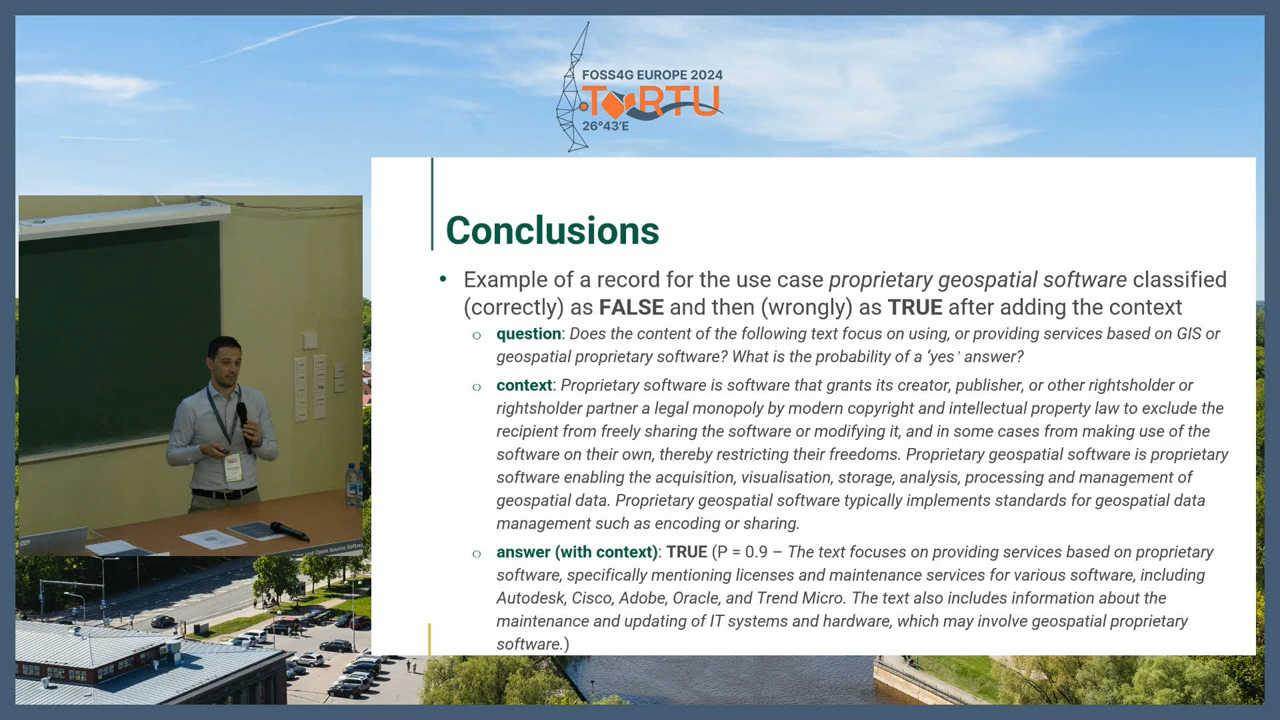 FOSS4G EUROPE 2024
TARTU
26°43'E
Conclusions
• Example of a record for the use case proprietary geospatial software classified
(correctly) as FALSE and then (wrongly) as TRUE after adding the context
o question: Does the content of the following text focus on using, or providing services based on GIS or
geospatial proprietary software? What is the probability of a ‘yes’ answer?
o context: Proprietary software is software that grants its creator, publisher, or other rightsholder or
rightsholder partner a legal monopoly by modern copyright and intellectual property law to exclude the
recipient from freely sharing the software or modifying it, and in some cases from making use of the
software on their own, thereby restricting their freedoms. Proprietary geospatial software is proprietary
software enabling the acquisition, visualisation, storage, analysis, processing and management of
geospatial data. Proprietary geospatial software typically implements standards for geospatial data
management such as encoding or sharing.
o answer (with context): TRUE (P = 0.9 – The text focuses on providing services based on proprietary
software, specifically mentioning licenses and maintenance services for various software, including
Autodesk, Cisco, Adobe, Oracle, and Trend Micro. The text also includes information about the
maintenance and updating of IT systems and hardware, which may involve geospatial proprietary
software.)
and Open Source